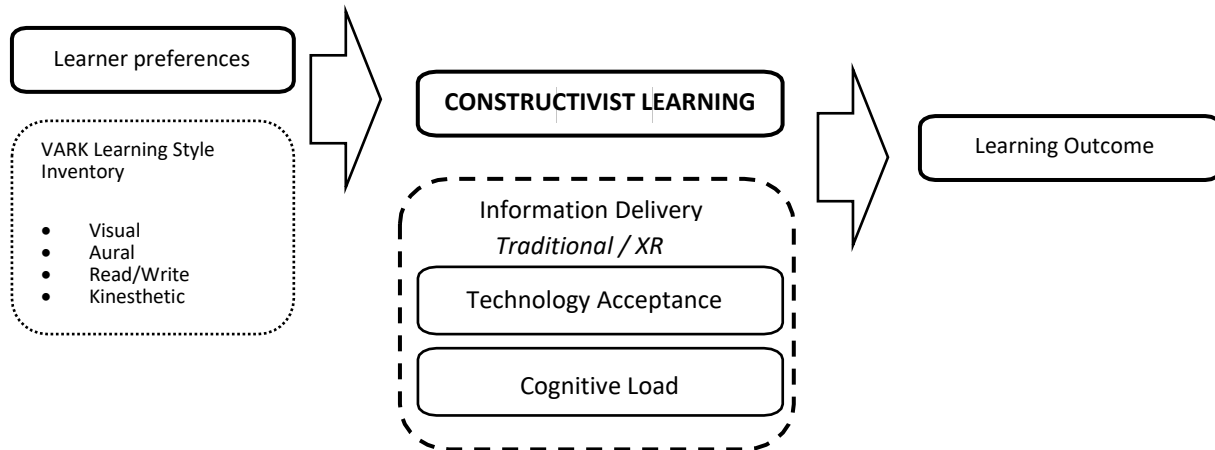 Learner preferences
VARK Learning Style
Inventory
• Visual
• Aural
• Read/Write
• Kinesthetic
CONSTRUCTIVIST LEARNING
Information Delivery
Traditional / XR
Technology Acceptance
Cognitive Load
Learning Outcome